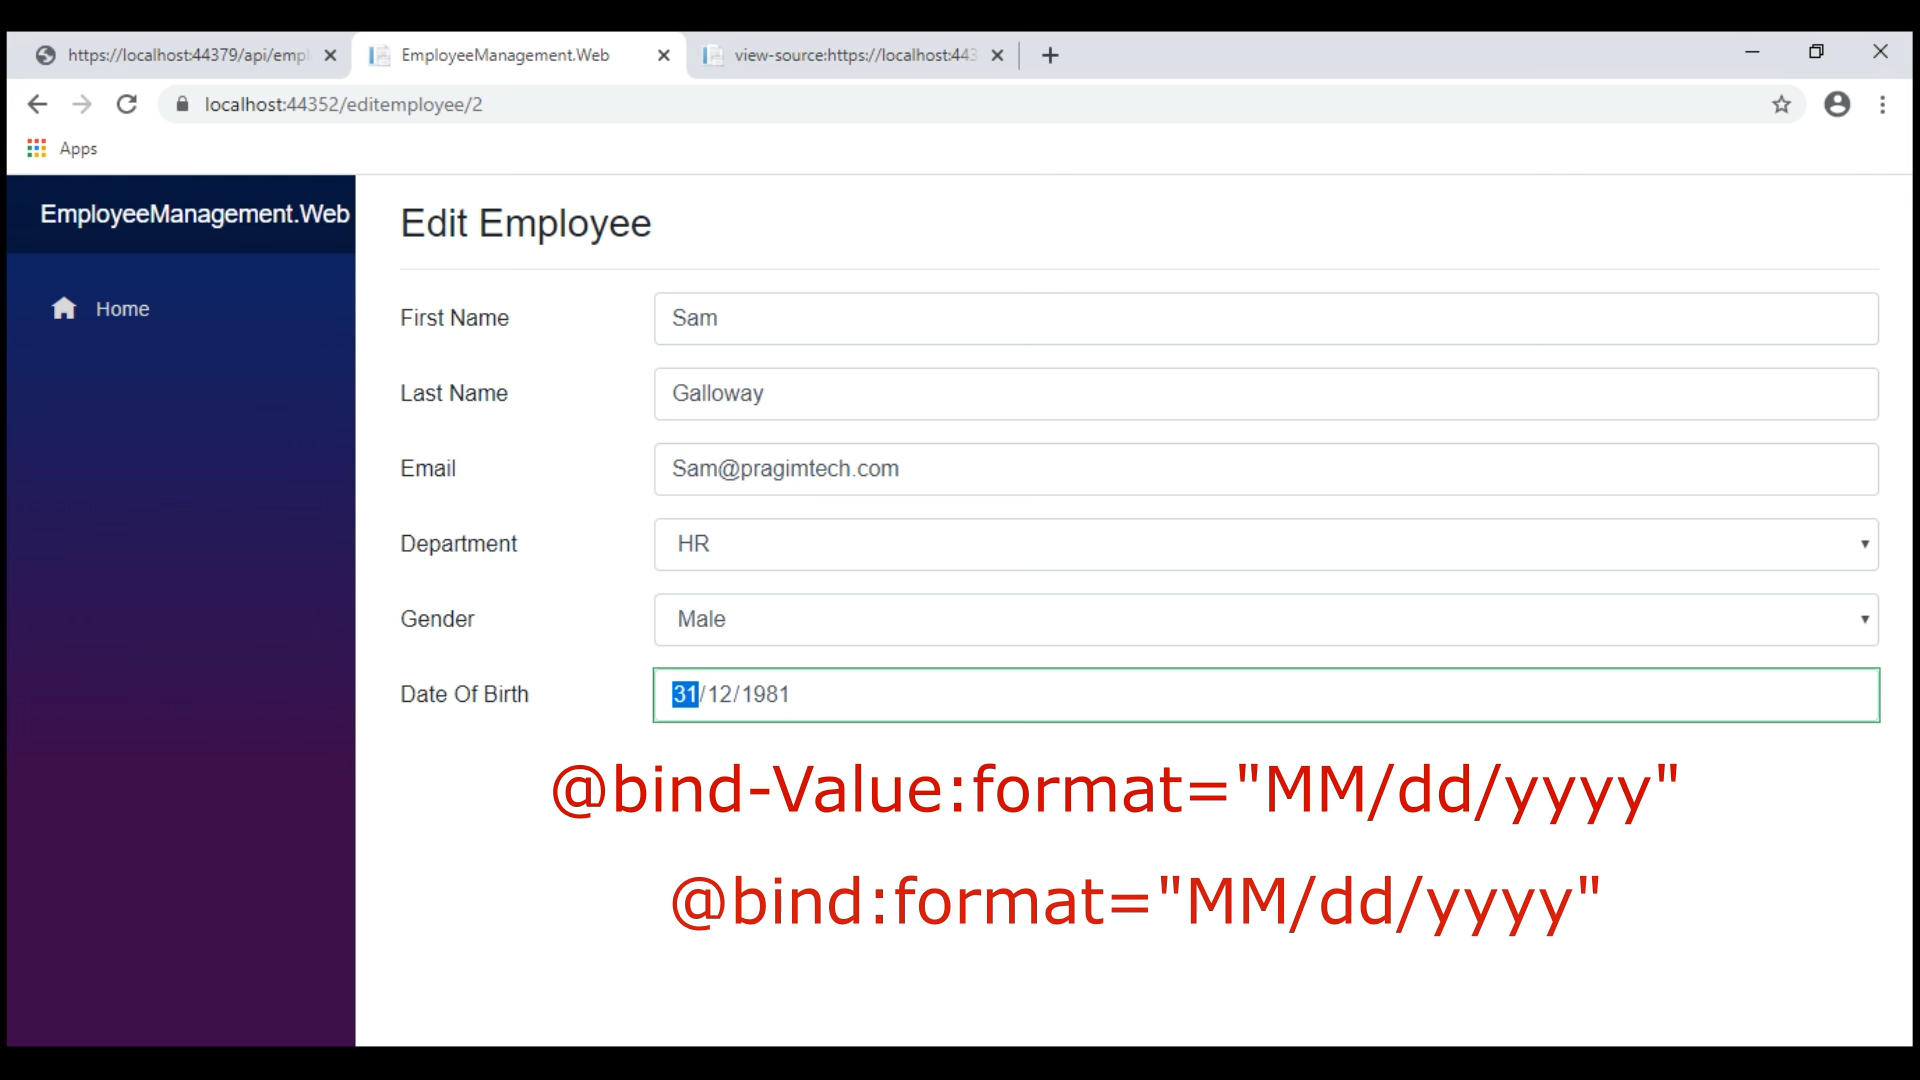 https://localhost:44379/api/empl
EmployeeManagement.Web
view-source:https://localhost:443
localhost:44352/editemployee/2
Apps
EmployeeManagement.Web
Home
Edit Employee
First Name Sam
Last Name Galloway
Email Sam@pragimtech.com
Department HR
Gender Male
Date Of Birth 31/12/1981
@bind-Value:format="MM/dd/yyyy"
@bind:format="MM/dd/yyyy"